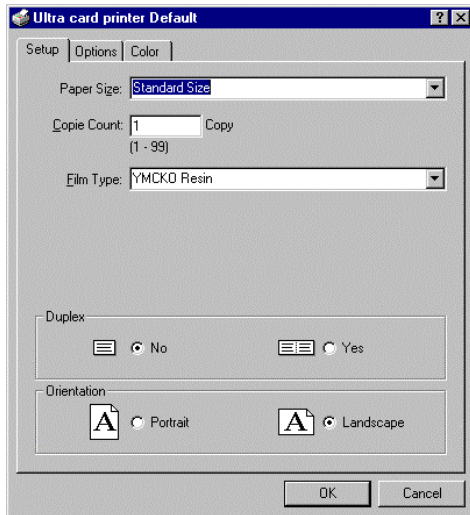 Ultra card printer Default
Setup Options Color
Paper Size: Standard Size
Copie Count: 1 Copy
(1 - 99)
Film Type: YMCKO Resin
Duplex
No Yes
Orientation
A Portrait A Landscape
OK Cancel